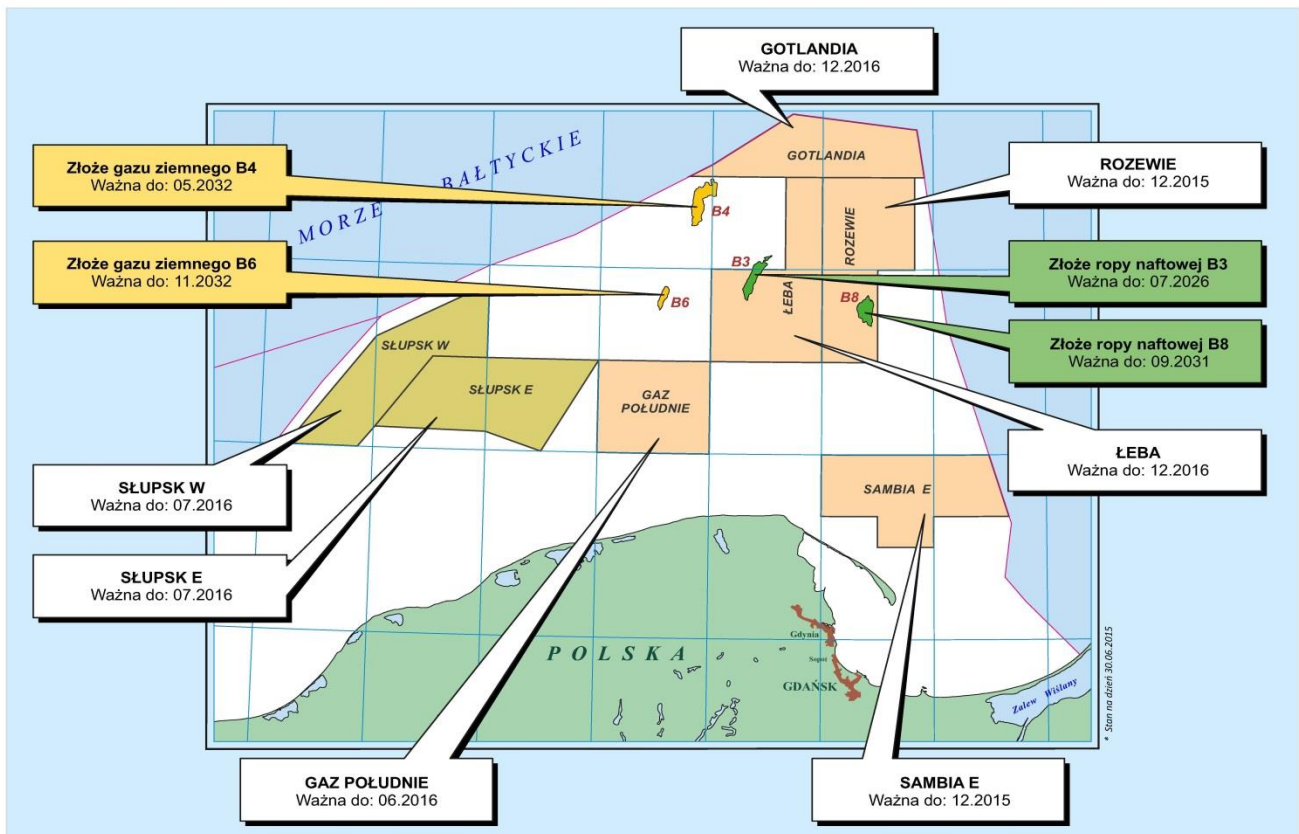 GOTLANDIA
Ważna do: 12.2016
Złoże gazu ziemnego B4
Ważna do: 05.2032
Złoże gazu ziemnego B6
Ważna do: 11.2032
ROZEWIE
Ważna do: 12.2015
Złoże ropy naftowej B3
Ważna do: 07.2026
Złoże ropy naftowej B8
Ważna do: 09.2031
ŁEBA
Ważna do: 12.2016
SŁUPSK W
Ważna do: 07.2016
SŁUPSK E
Ważna do: 07.2016
GAZ POŁUDNIE
Ważna do: 06.2016
SAMBIA E
Ważna do: 12.2015
MORZE BAŁTYCKIE
GOTLANDIA
B4
ROZEWIE
B3
ŁEBA
B8
B6
SŁUPSK W
SŁUPSK E
GAZ
POŁUDNIE
SAMBIA E
POLSKA
Gdynia
Sopot
GDAŃSK
Zalew Wiślany
* Stan na dzień 30.06.2015